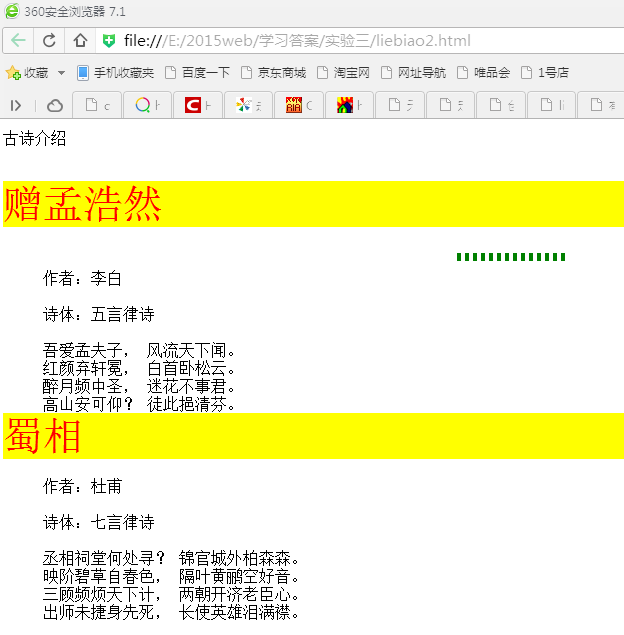 360安全浏览器 7.1
file:///E:/2015web/学习答案/实验三/liebiao2.html
收藏 手机收藏夹 百度一下 京东商城 淘宝网 网址导航 唯品会 1号店
古诗介绍
赠孟浩然
作者：李白
诗体：五言律诗
吾爱孟夫子， 风流天下闻。
红颜弃轩冕， 白首卧松云。
醉月频中圣， 迷花不事君。
高山安可仰？ 徒此挹清芬。
蜀相
作者：杜甫
诗体：七言律诗
丞相祠堂何处寻？ 锦官城外柏森森。
映阶碧草自春色， 隔叶黄鹂空好音。
三顾频烦天下计， 两朝开济老臣心。
出师未捷身先死， 长使英雄泪满襟。